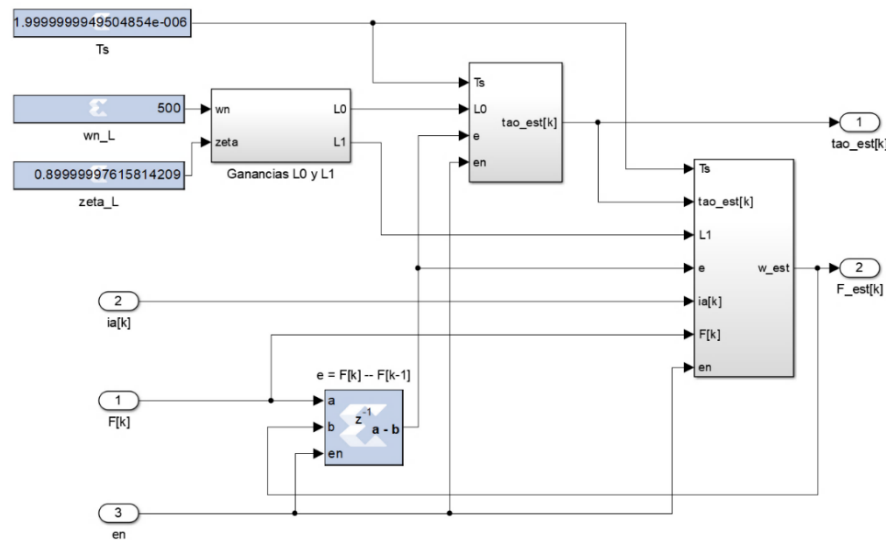 1.9999999949504854e-006
Ts
500
wn_L
0.89999997615814209
zeta_L
wn
zeta
L0
L1
Ganancias L0 y L1
Ts
L0
e
en
tao_est[k]
1
tao_est[k]
Ts
tao_est[k]
L1
e
ia[k]
F[k]
en
w_est
2
F_est[k]
2
ia[k]
e = F[k] -- F[k-1]
1
F[k]
a
b
en
z-1
a - b
3
en